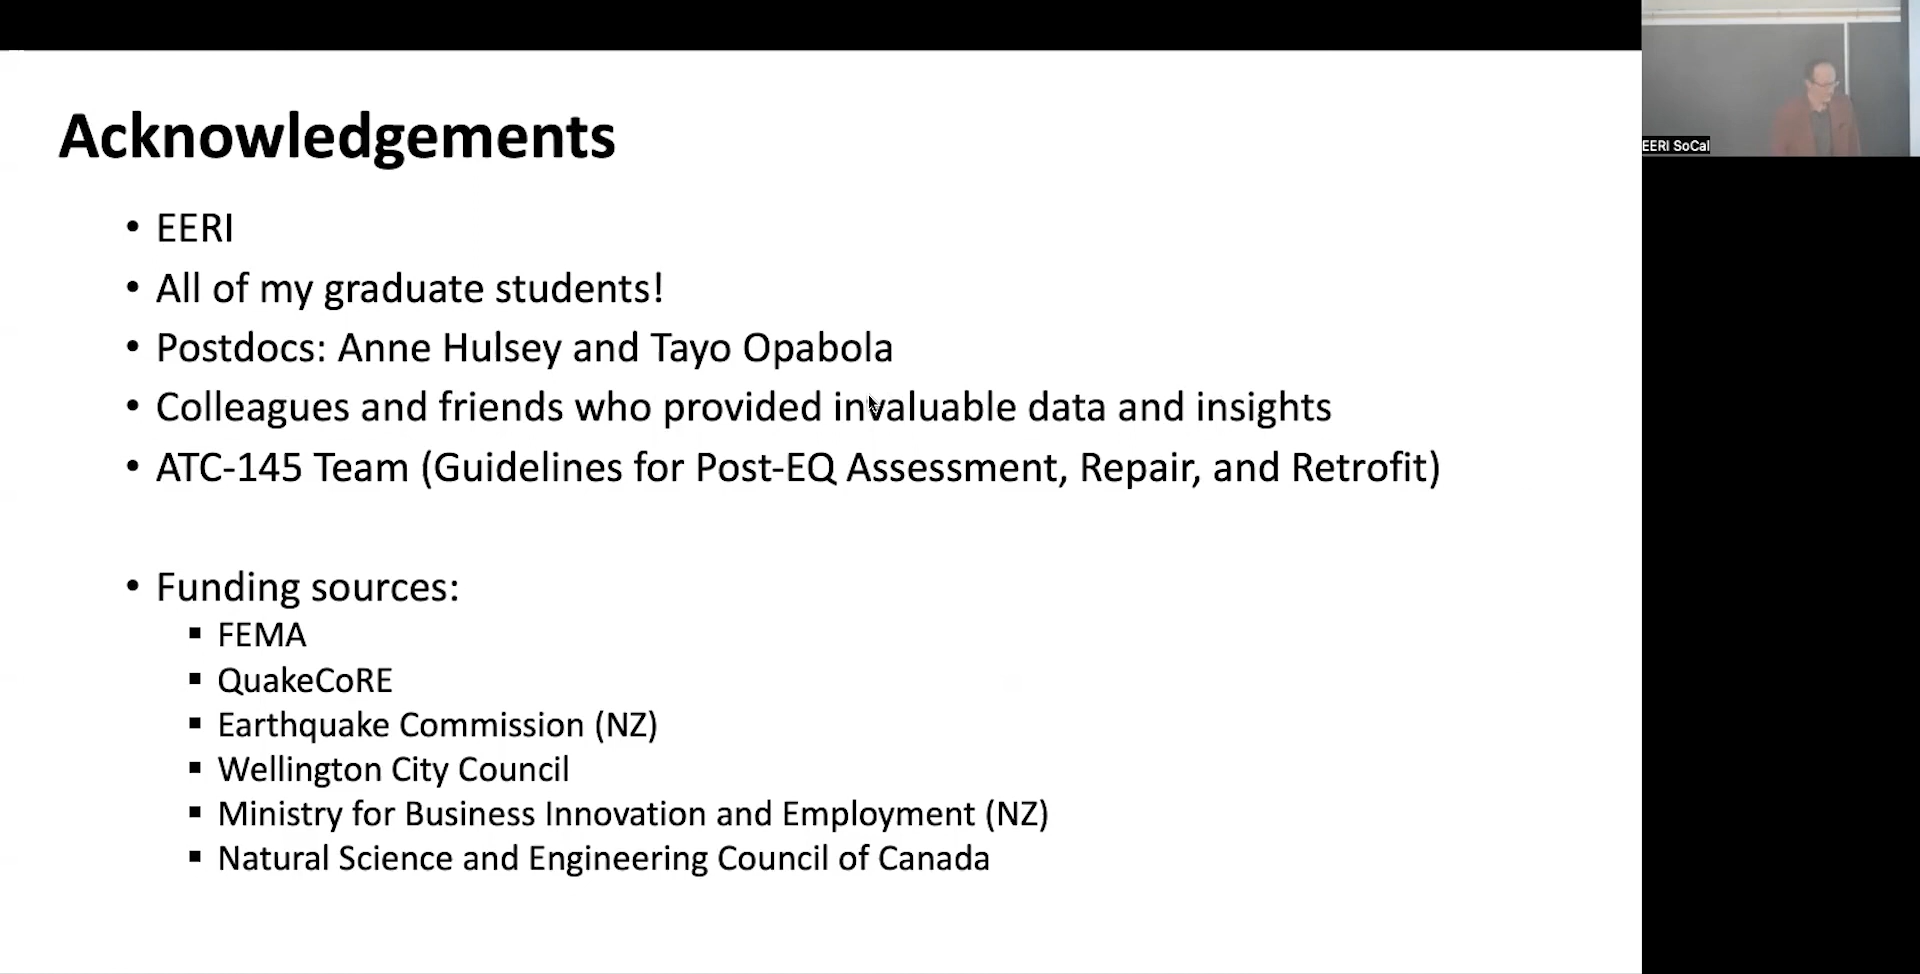 Acknowledgements
• EERI
• All of my graduate students!
• Postdocs: Anne Hulsey and Tayo Opabola
• Colleagues and friends who provided invaluable data and insights
• ATC-145 Team (Guidelines for Post-EQ Assessment, Repair, and Retrofit)
• Funding sources:
▪ FEMA
▪ QuakeCoRE
▪ Earthquake Commission (NZ)
▪ Wellington City Council
▪ Ministry for Business Innovation and Employment (NZ)
▪ Natural Science and Engineering Council of Canada
EERI SoCal